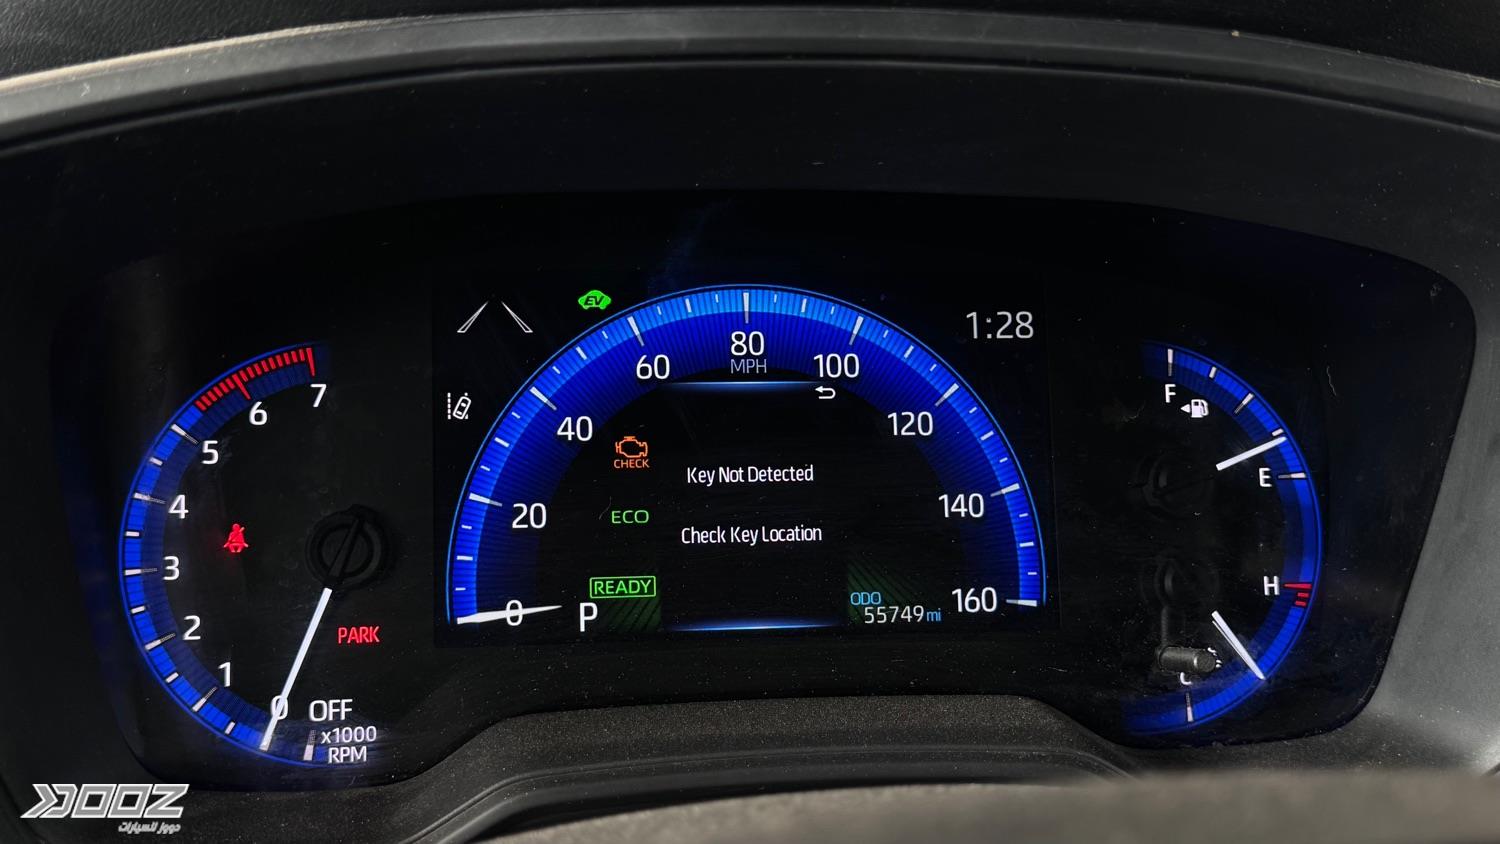 EV
1:28
0
20
40
60
80
MPH
100
120
140
160
CHECK
Key Not Detected
ECO
Check Key Location
READY
P
ODO
55749 mi
7
6
5
4
3
2
1
0
PARK
OFF
x1000
RPM
F
E
H
C
DOOZ
دووز للسيارات